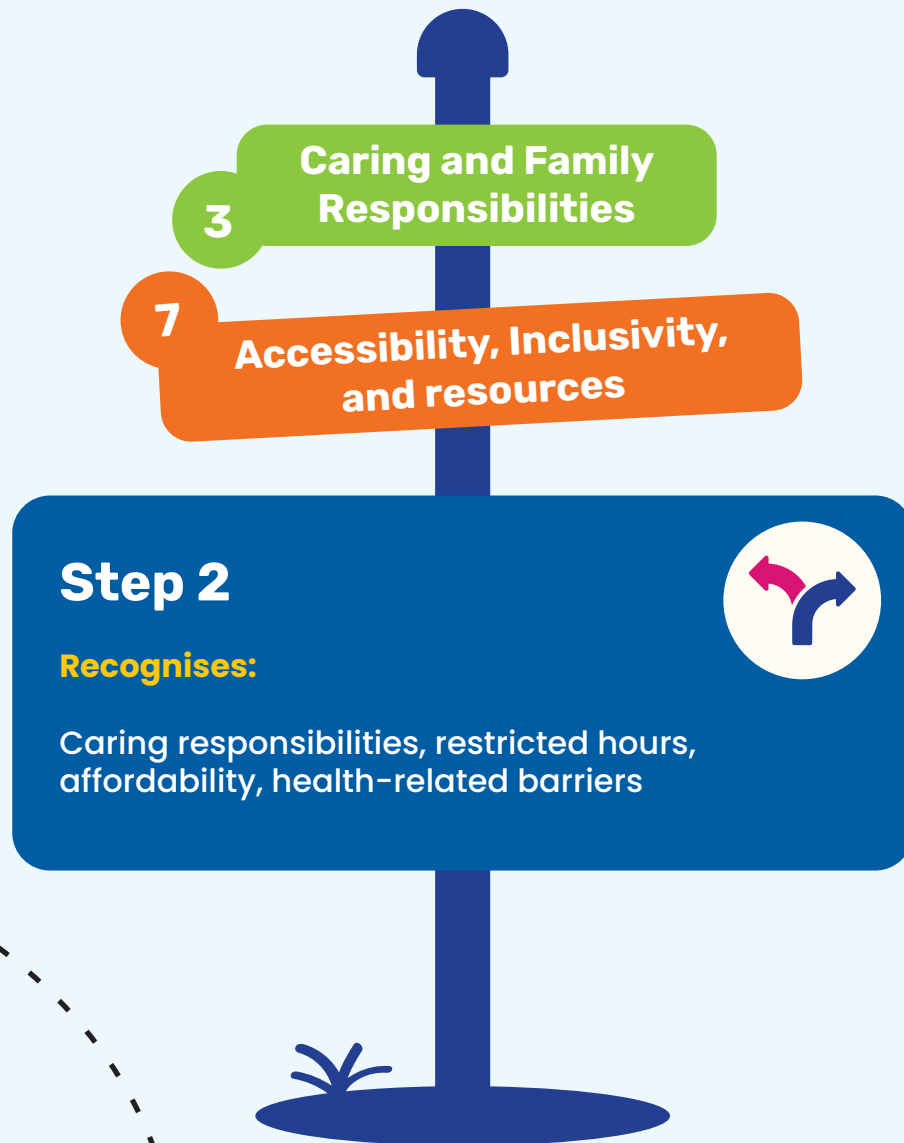 Caring and Family
Responsibilities
3
7
Accessibility, Inclusivity,
and resources
Step 2
Recognises:
Caring responsibilities, restricted hours,
affordability, health-related barriers